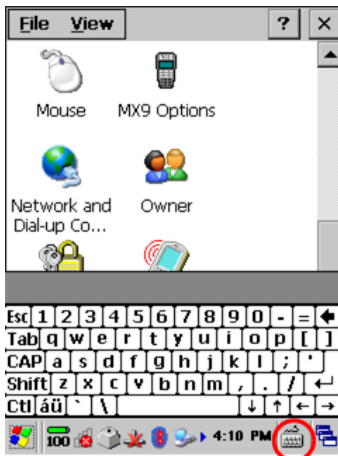 File View ? ×
Mouse MX9 Options
Network and Owner
Dial-up Co...
Esc 1 2 3 4 5 6 7 8 9 0 - = ←
Tab q w e r t y u i o p [ ]
CAP a s d f g h j k l ; '
Shift z x c v b n m , . / ↵
Ctl áü ` \ ↓ ↑ ← →
100 4:10 PM